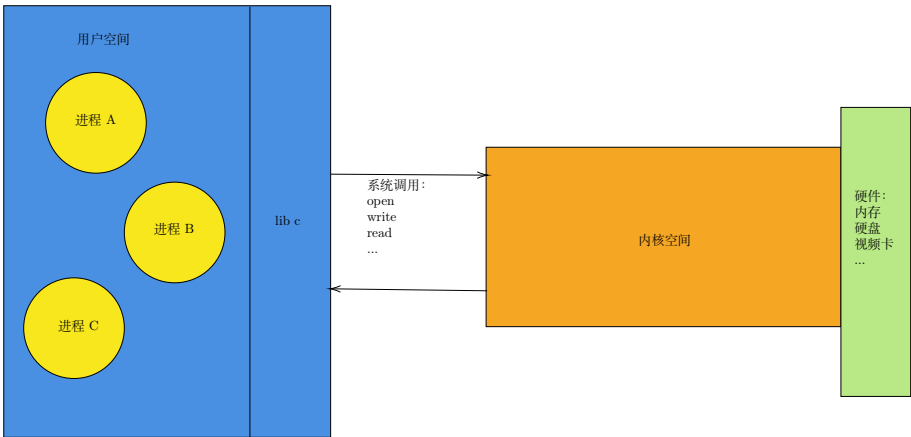 用户空间
进程 A
进程 B
进程 C
lib c
系统调用:
open
write
read
...
内核空间
硬件:
内存
硬盘
视频卡
...